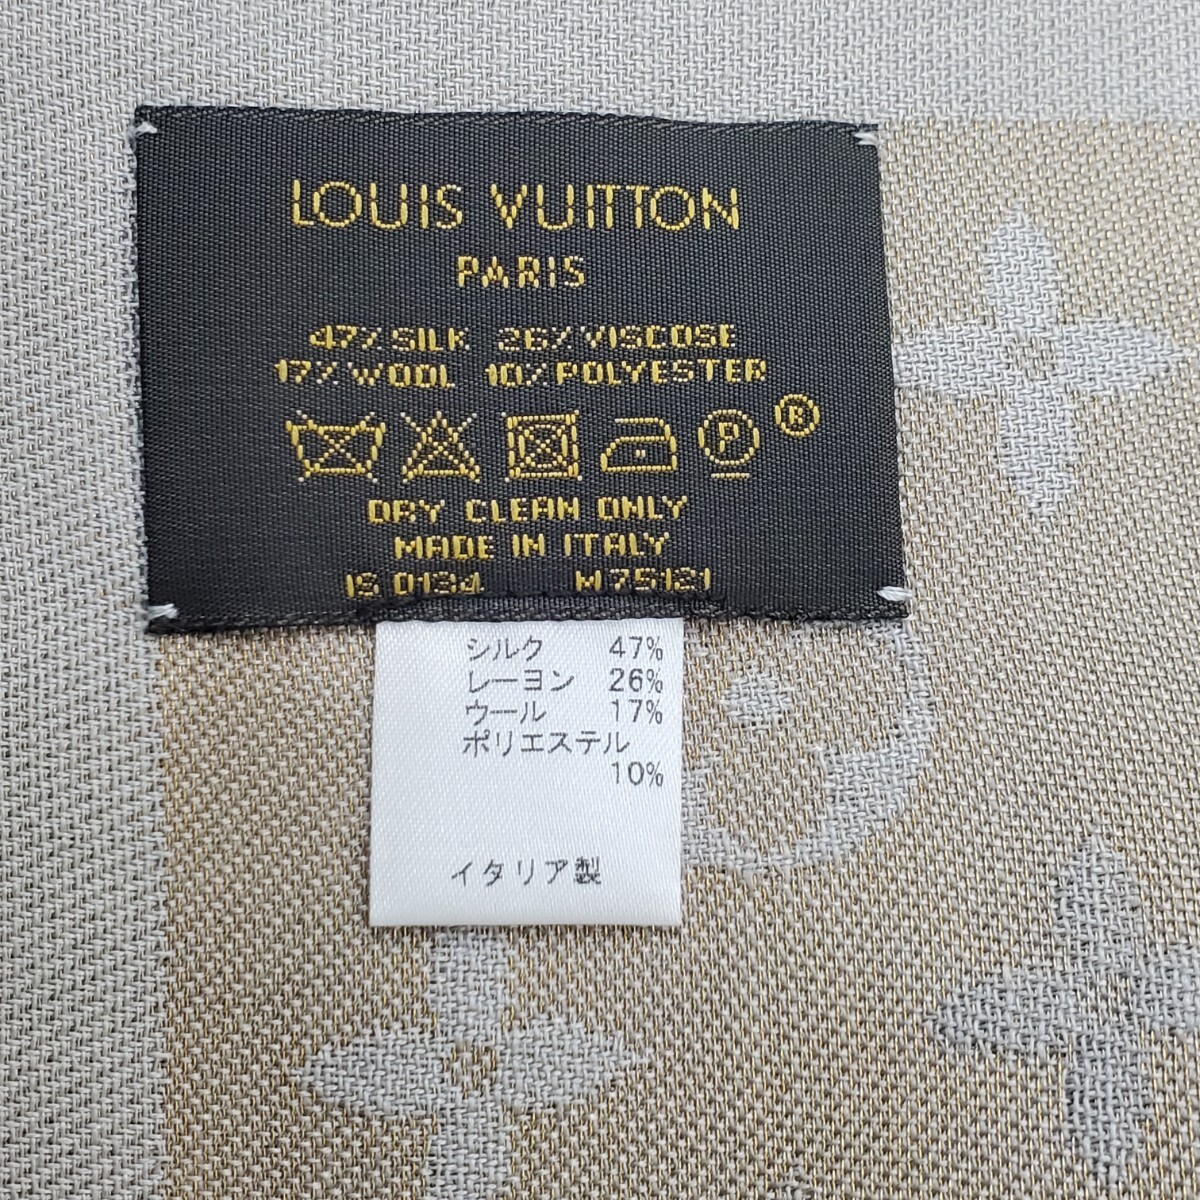 LOUIS VUITTON
PARIS
47% SILK 26% VISCOSE
17% WOOL 10% POLYESTER
P ®
DRY CLEAN ONLY
MADE IN ITALY
IS 0134 M75121
シルク 47%
レーヨン 26%
ウール 17%
ポリエステル
10%
イタリア製